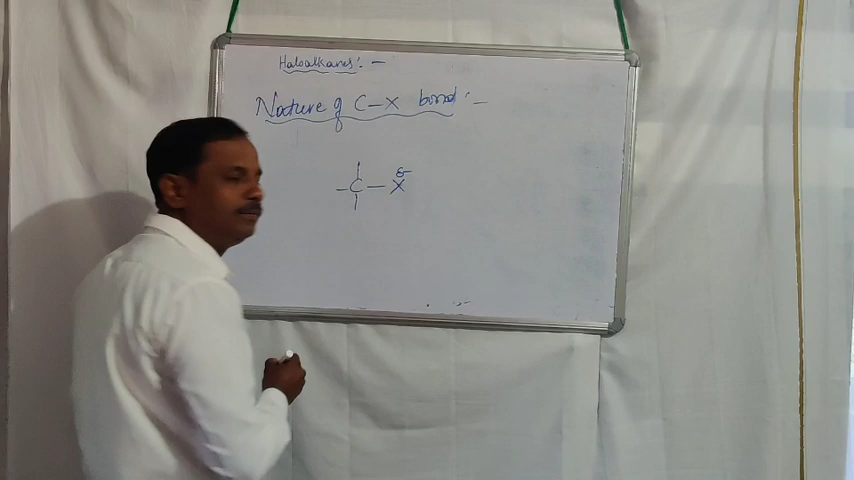 Haloalkanes :-
Nature of C-X bond :-
δ-
-C-X